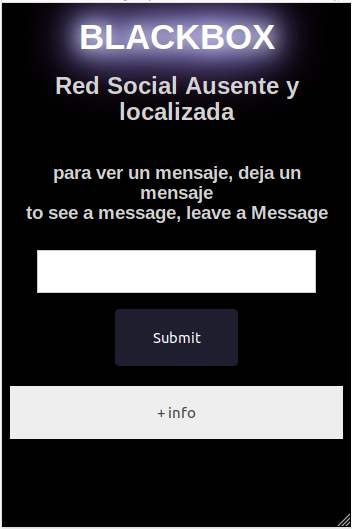 BLACKBOX
Red Social Ausente y
localizada
para ver un mensaje, deja un
mensaje
to see a message, leave a Message
Submit
+ info